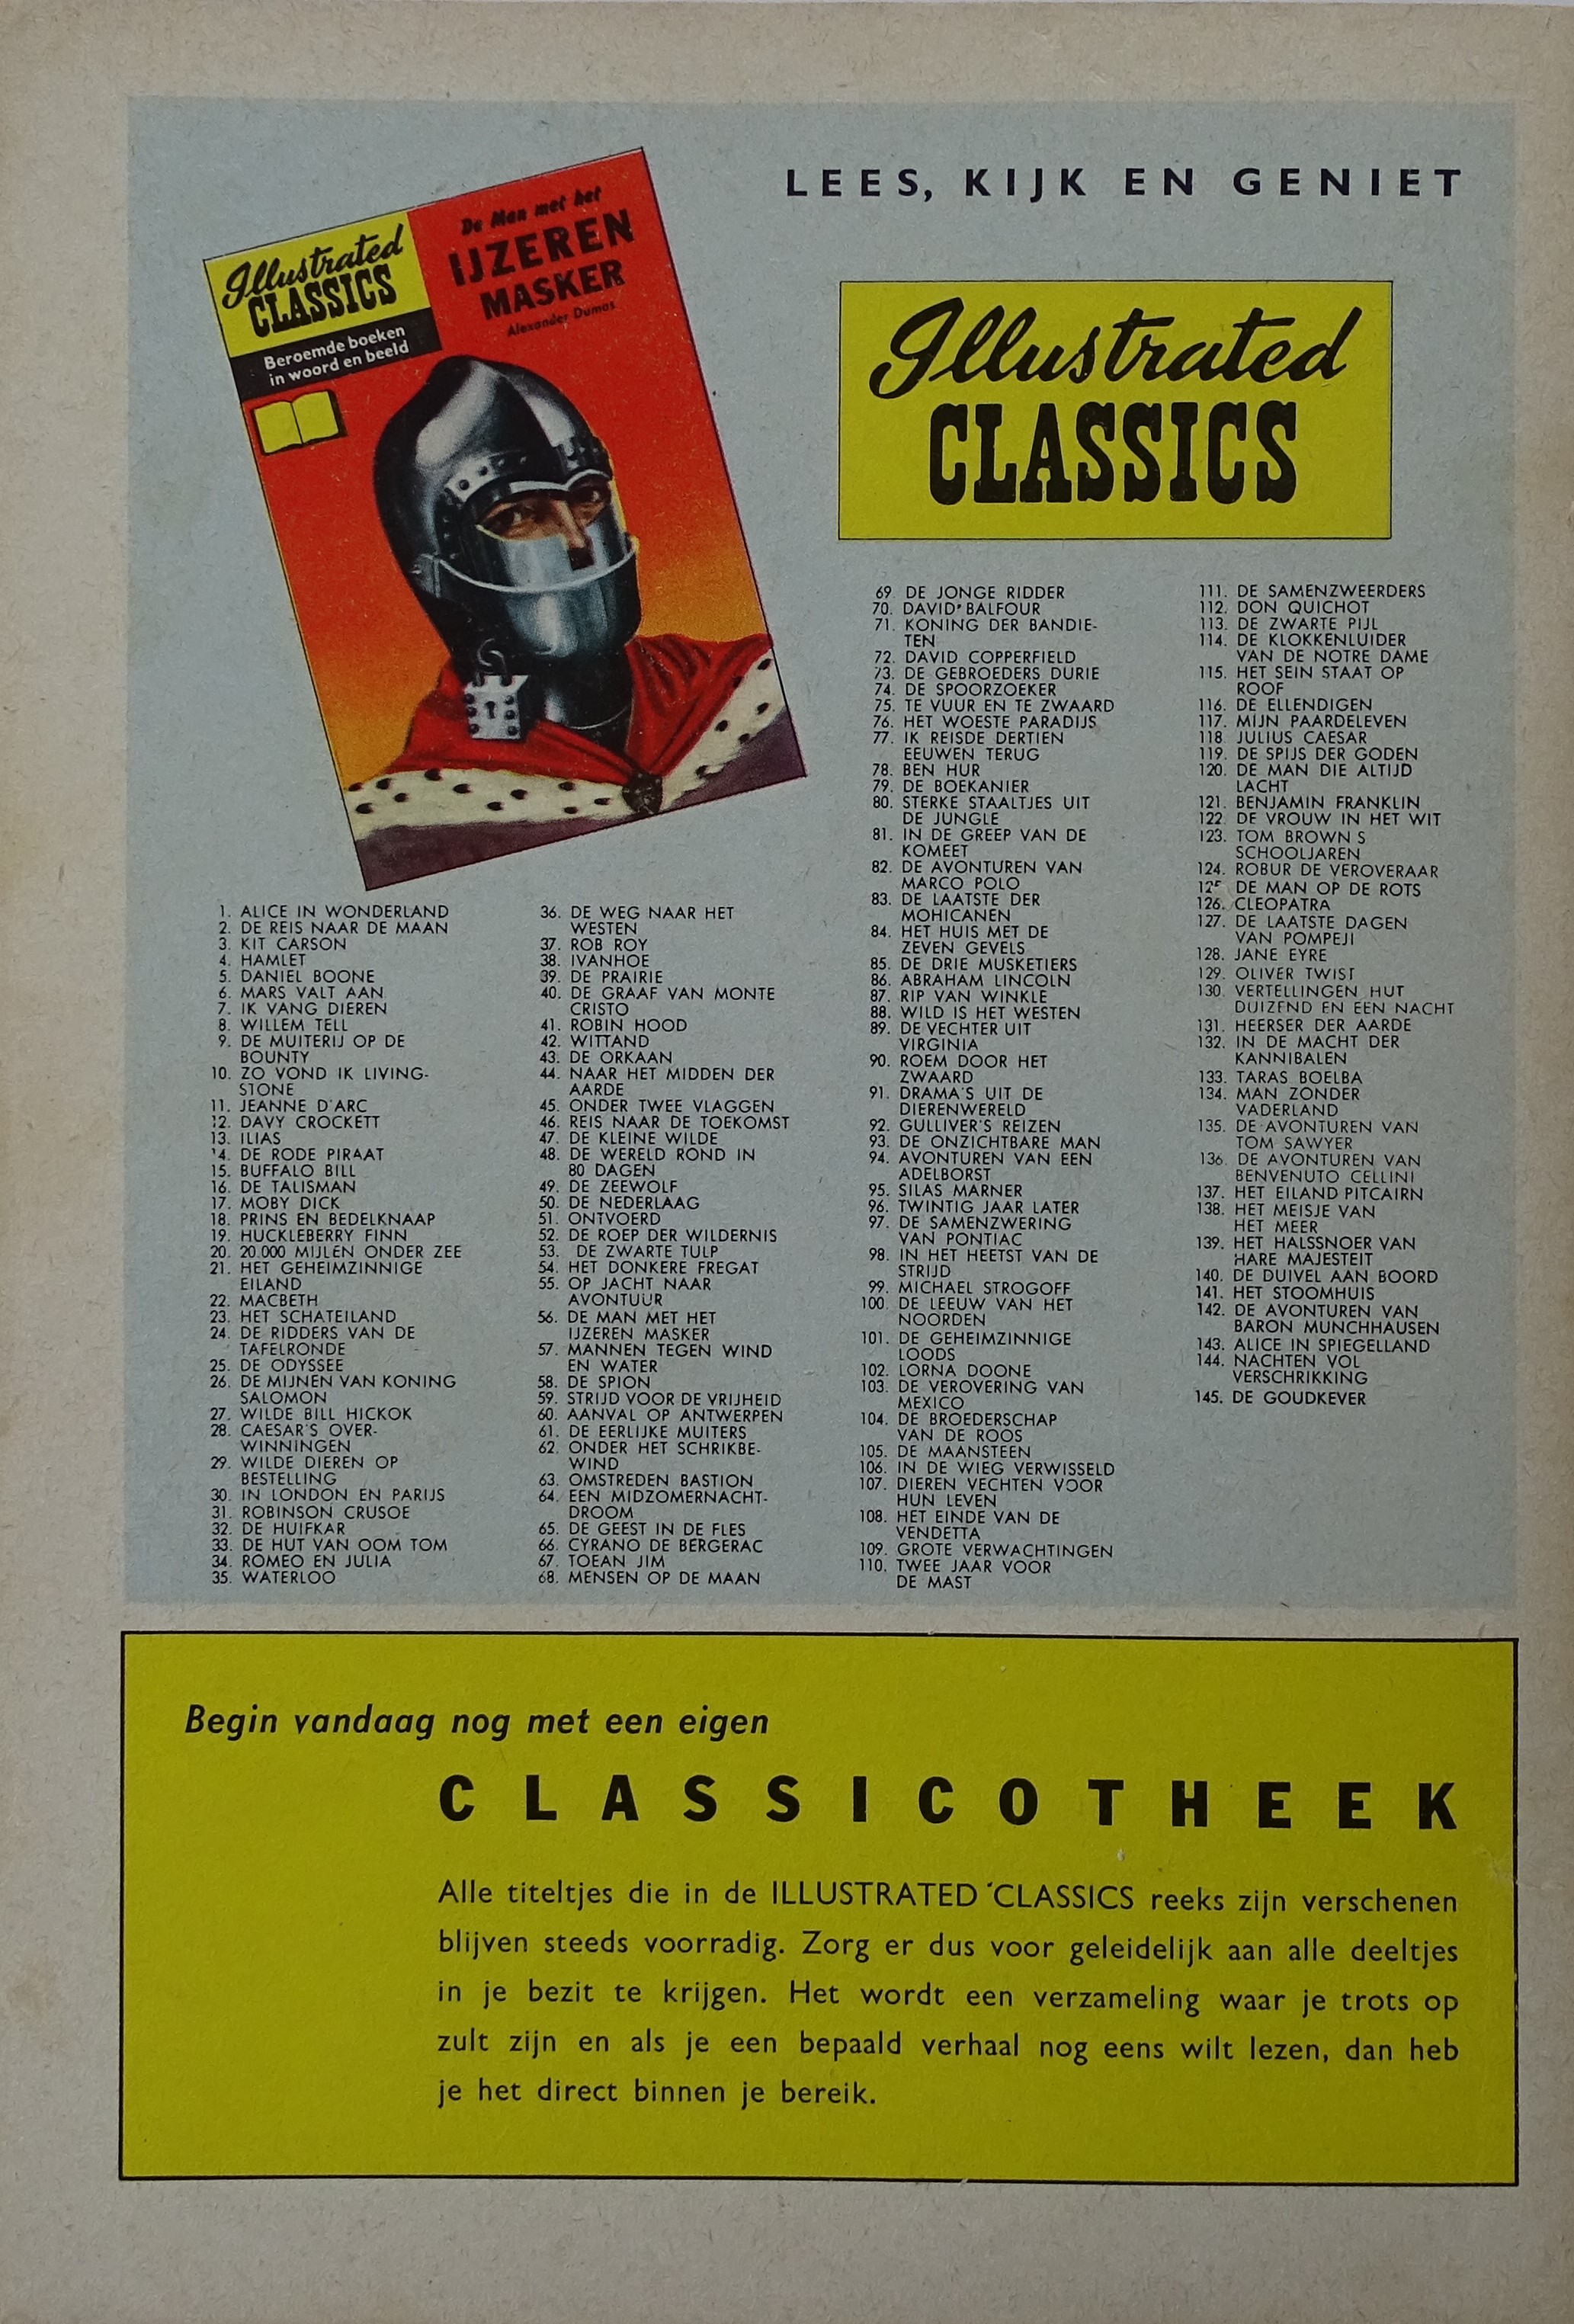 LEES, KIJK EN GENIET
Illustrated
CLASSICS
Beroemde boeken
in woord en beeld
De Man met het
IJZEREN
MASKER
Alexander Dumas
Illustrated
CLASSICS
1. ALICE IN WONDERLAND
2. DE REIS NAAR DE MAAN
3. KIT CARSON
4. HAMLET
5. DANIEL BOONE
6. MARS VALT AAN
7. IK VANG DIEREN
8. WILLEM TELL
9. DE MUITERIJ OP DE
BOUNTY
10. ZO VOND IK LIVING-
STONE
11. JEANNE D'ARC
12. DAVY CROCKETT
13. ILIAS
14. DE RODE PIRAAT
15. BUFFALO BILL
16. DE TALISMAN
17. MOBY DICK
18. PRINS EN BEDELKNAAP
19. HUCKLEBERRY FINN
20. 20.000 MIJLEN ONDER ZEE
21. HET GEHEIMZINNIGE
EILAND
22. MACBETH
23. HET SCHATEILAND
24. DE RIDDERS VAN DE
TAFELRONDE
25. DE ODYSSEE
26. DE MIJNEN VAN KONING
SALOMON
27. WILDE BILL HICKOK
28. CAESAR'S OVER-
WINNINGEN
29. WILDE DIEREN OP
BESTELLING
30. IN LONDON EN PARIJS
31. ROBINSON CRUSOE
32. DE HUIFKAR
33. DE HUT VAN OOM TOM
34. ROMEO EN JULIA
35. WATERLOO
36. DE WEG NAAR HET
WESTEN
37. ROB ROY
38. IVANHOE
39. DE PRAIRIE
40. DE GRAAF VAN MONTE
CRISTO
41. ROBIN HOOD
42. WITTAND
43. DE ORKAAN
44. NAAR HET MIDDEN DER
AARDE
45. ONDER TWEE VLAGGEN
46. REIS NAAR DE TOEKOMST
47. DE KLEINE WILDE
48. DE WERELD ROND IN
80 DAGEN
49. DE ZEEWOLF
50. DE NEDERLAAG
51. ONTVOERD
52. DE ROEP DER WILDERNIS
53. DE ZWARTE TULP
54. HET DONKERE FREGAT
55. OP JACHT NAAR
AVONTUUR
56. DE MAN MET HET
IJZEREN MASKER
57. MANNEN TEGEN WIND
EN WATER
58. DE SPION
59. STRIJD VOOR DE VRIJHEID
60. AANVAL OP ANTWERPEN
61. DE EERLIJKE MUITERS
62. ONDER HET SCHRIKBE-
WIND
63. OMSTREDEN BASTION
64. EEN MIDZOMERNACHT-
DROOM
65. DE GEEST IN DE FLES
66. CYRANO DE BERGERAC
67. TOEAN JIM
68. MENSEN OP DE MAAN
69 DE JONGE RIDDER
70. DAVID BALFOUR
71. KONING DER BANDIE-
TEN
72. DAVID COPPERFIELD
73. DE GEBROEDERS DURIE
74. DE SPOORZOEKER
75. TE VUUR EN TE ZWAARD
76. HET WOESTE PARADIJS
77. IK REISDE DERTIEN
EEUWEN TERUG
78. BEN HUR
79. DE BOEKANIER
80. STERKE STAALTJES UIT
DE JUNGLE
81. IN DE GREEP VAN DE
KOMEET
82. DE AVONTUREN VAN
MARCO POLO
83. DE LAATSTE DER
MOHICANEN
84. HET HUIS MET DE
ZEVEN GEVELS
85. DE DRIE MUSKETIERS
86. ABRAHAM LINCOLN
87. RIP VAN WINKLE
88. WILD IS HET WESTEN
89. DE VECHTER UIT
VIRGINIA
90. ROEM DOOR HET
ZWAARD
91. DRAMA'S UIT DE
DIERENWERELD
92. GULLIVER'S REIZEN
93. DE ONZICHTBARE MAN
94. AVONTUREN VAN EEN
ADELBORST
95. SILAS MARNER
96. TWINTIG JAAR LATER
97. DE SAMENZWERING
VAN PONTIAC
98. IN HET HEETST VAN DE
STRIJD
99. MICHAEL STROGOFF
100. DE LEEUW VAN HET
NOORDEN
101. DE GEHEIMZINNIGE
LOODS
102. LORNA DOONE
103. DE VEROVERING VAN
MEXICO
104. DE BROEDERSCHAP
VAN DE ROOS
105. DE MAANSTEEN
106. IN DE WIEG VERWISSELD
107. DIEREN VECHTEN VOOR
HUN LEVEN
108. HET EINDE VAN DE
VENDETTA
109. GROTE VERWACHTINGEN
110. TWEE JAAR VOOR
DE MAST
111. DE SAMENZWEERDERS
112. DON QUICHOT
113. DE ZWARTE PIJL
114. DE KLOKKENLUIDER
VAN DE NOTRE DAME
115. HET SEIN STAAT OP
ROOF
116. DE ELLENDIGEN
117. MIJN PAARDELEVEN
118. JULIUS CAESAR
119. DE SPIJS DER GODEN
120. DE MAN DIE ALTIJD
LACHT
121. BENJAMIN FRANKLIN
122. DE VROUW IN HET WIT
123. TOM BROWN S
SCHOOLJAREN
124. ROBUR DE VEROVERAAR
125 DE MAN OP DE ROTS
126. CLEOPATRA
127. DE LAATSTE DAGEN
VAN POMPEJI
128. JANE EYRE
129. OLIVER TWIST
130. VERTELLINGEN HUT
DUIZEND EN EEN NACHT
131. HEERSER DER AARDE
132. IN DE MACHT DER
KANNIBALEN
133. TARAS BOELBA
134. MAN ZONDER
VADERLAND
135. DE AVONTUREN VAN
TOM SAWYER
136. DE AVONTUREN VAN
BENVENUTO CELLINI
137. HET EILAND PITCAIRN
138. HET MEISJE VAN
HET MEER
139. HET HALSSNOER VAN
HARE MAJESTEIT
140. DE DUIVEL AAN BOORD
141. HET STOOMHUIS
142. DE AVONTUREN VAN
BARON MUNCHHAUSEN
143. ALICE IN SPIEGELLAND
144. NACHTEN VOL
VERSCHRIKKING
145. DE GOUDKEVER
Begin vandaag nog met een eigen
CLASSICOTHEEK
Alle titeltjes die in de ILLUSTRATED CLASSICS reeks zijn verschenen
blijven steeds voorradig. Zorg er dus voor geleidelijk aan alle deeltjes
in je bezit te krijgen. Het wordt een verzameling waar je trots op
zult zijn en als je een bepaald verhaal nog eens wilt lezen, dan heb
je het direct binnen je bereik.